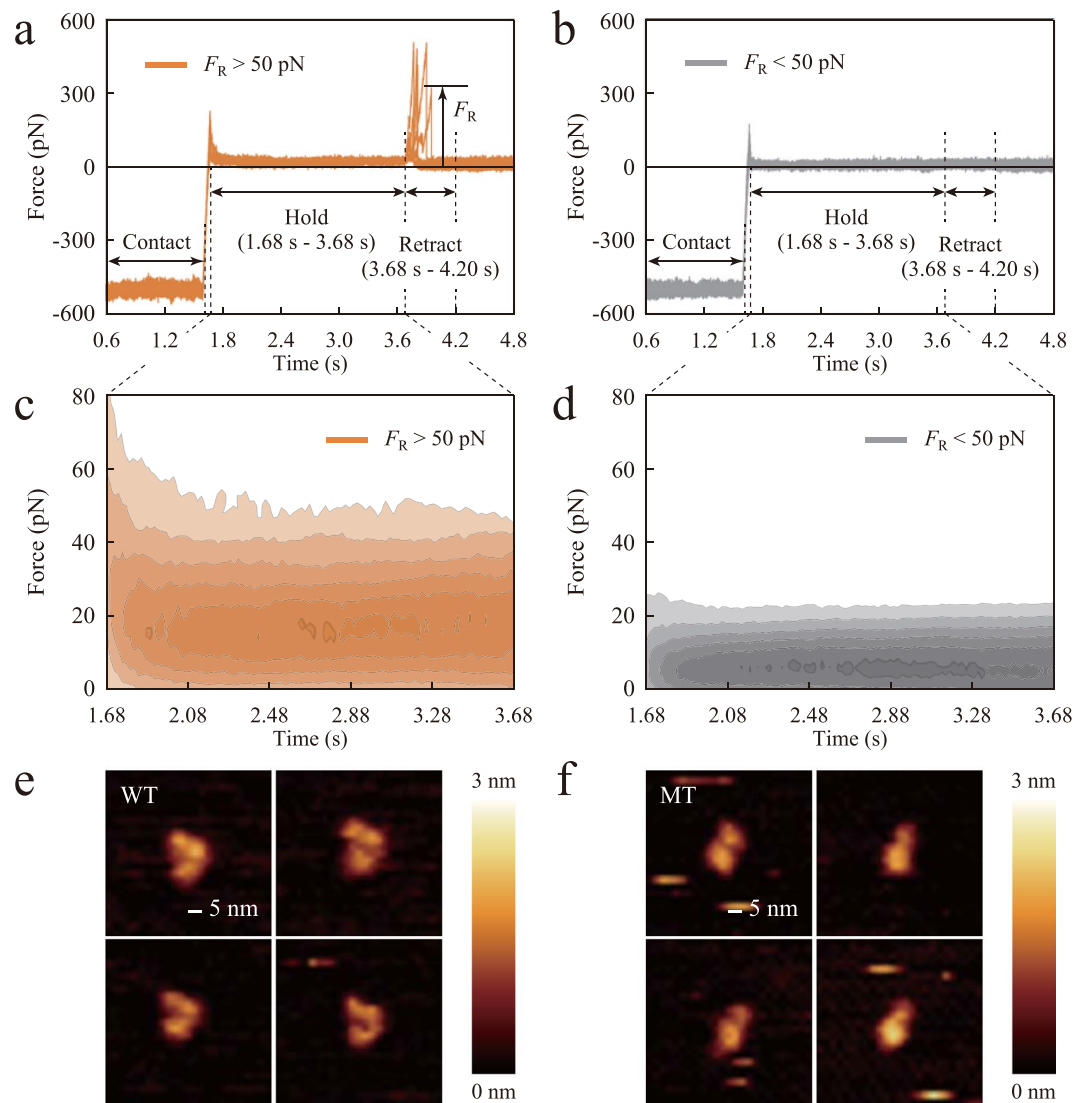 a
600
300
0
-300
-600
Force (pN)
F_R > 50 pN
F_R
Contact
Hold
(1.68 s - 3.68 s)
Retract
(3.68 s - 4.20 s)
0.6 1.2 1.8 2.4 3.0 3.6 4.2 4.8
Time (s)
b
600
300
0
-300
-600
Force (pN)
F_R < 50 pN
Contact
Hold
(1.68 s - 3.68 s)
Retract
(3.68 s - 4.20 s)
0.6 1.2 1.8 2.4 3.0 3.6 4.2 4.8
Time (s)
c
80
60
40
20
0
Force (pN)
F_R > 50 pN
1.68 2.08 2.48 2.88 3.28 3.68
Time (s)
d
80
60
40
20
0
Force (pN)
F_R < 50 pN
1.68 2.08 2.48 2.88 3.28 3.68
Time (s)
e
WT
5 nm
3 nm
0 nm
f
MT
5 nm
3 nm
0 nm